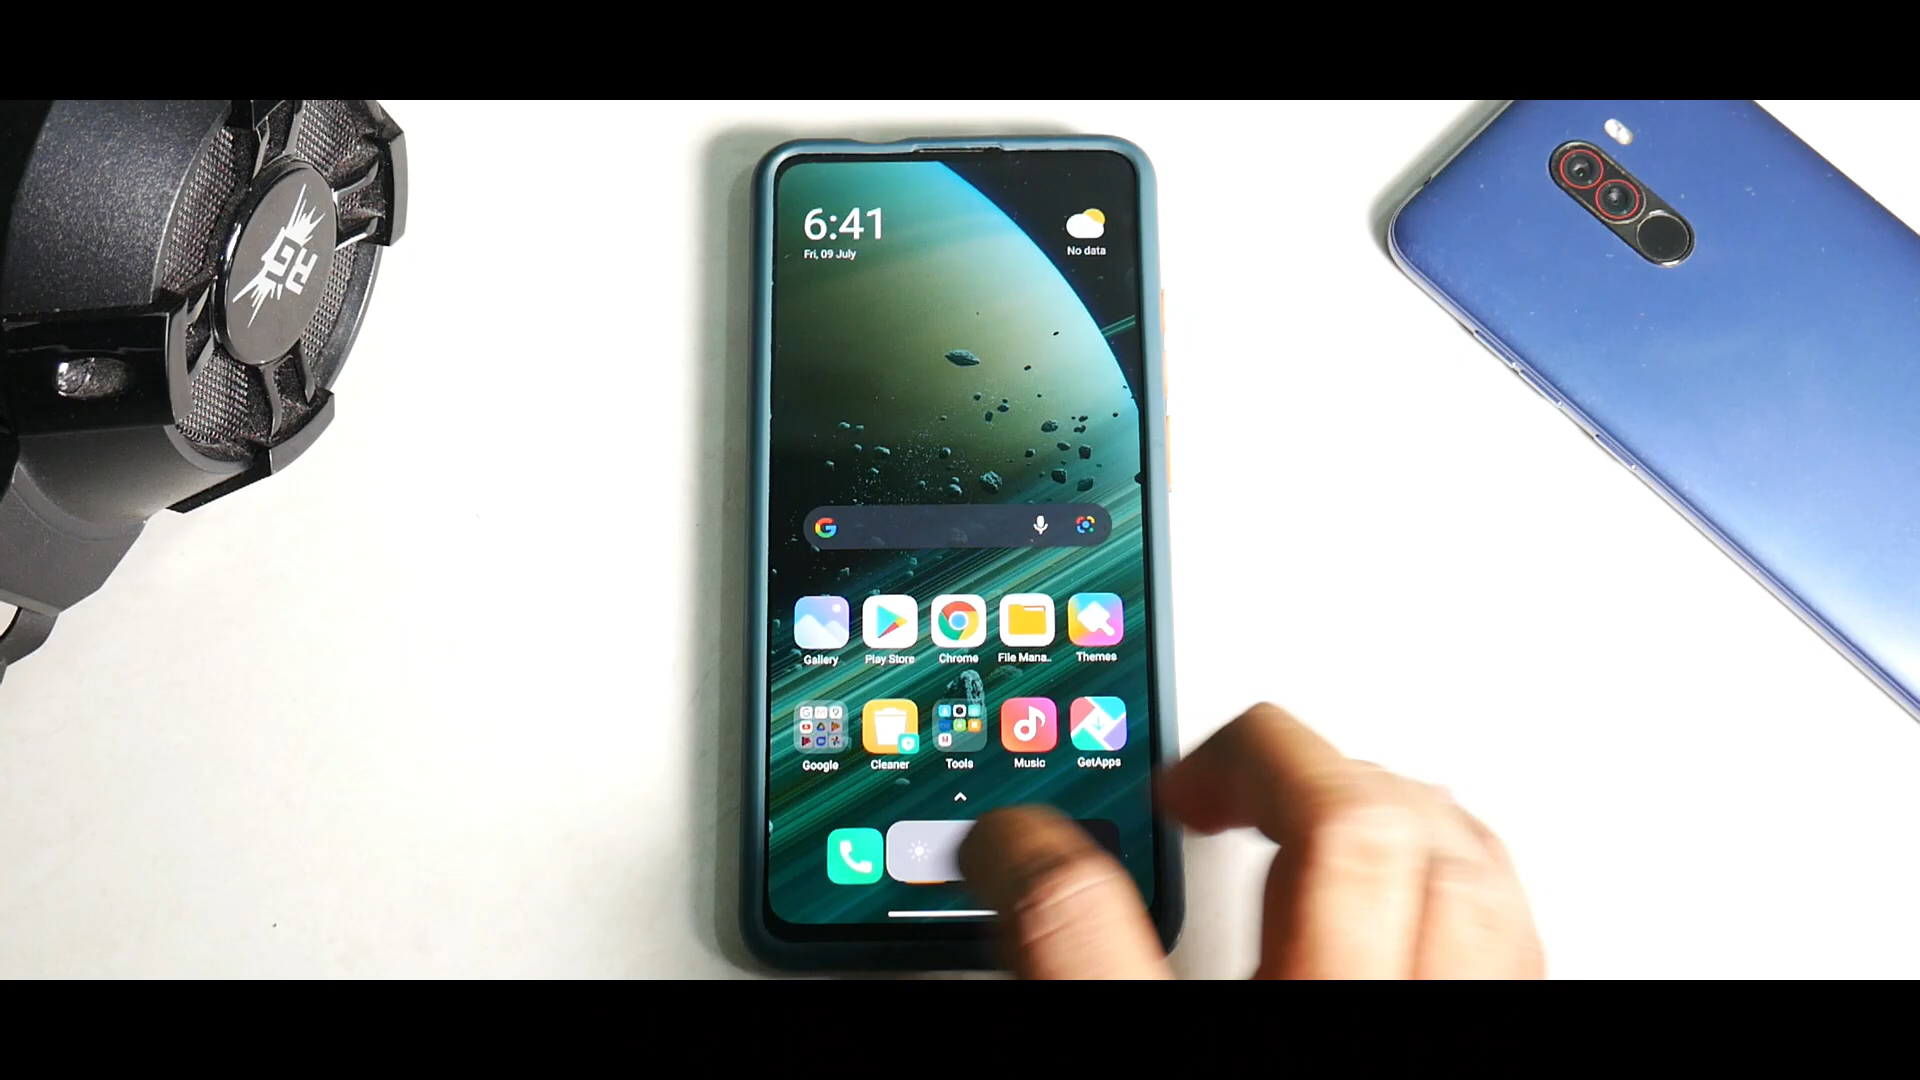 6:41
Fri, 09 July
No data
Gallery
Play Store
Chrome
File Mana..
Themes
Google
Cleaner
Tools
Music
GetApps